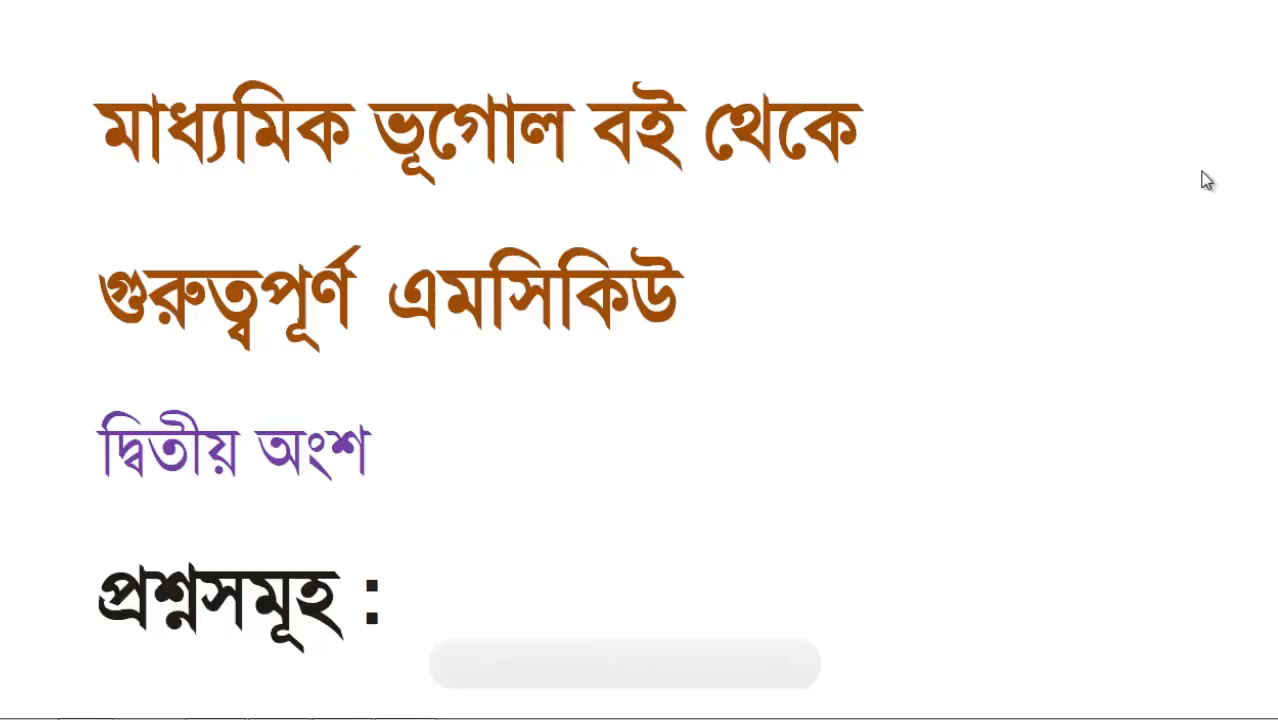 মাধ্যমিক ভূগোল বই থেকে
গুরুত্বপূর্ণ এমসিকিউ
দ্বিতীয় অংশ
প্রশ্নসমূহ :